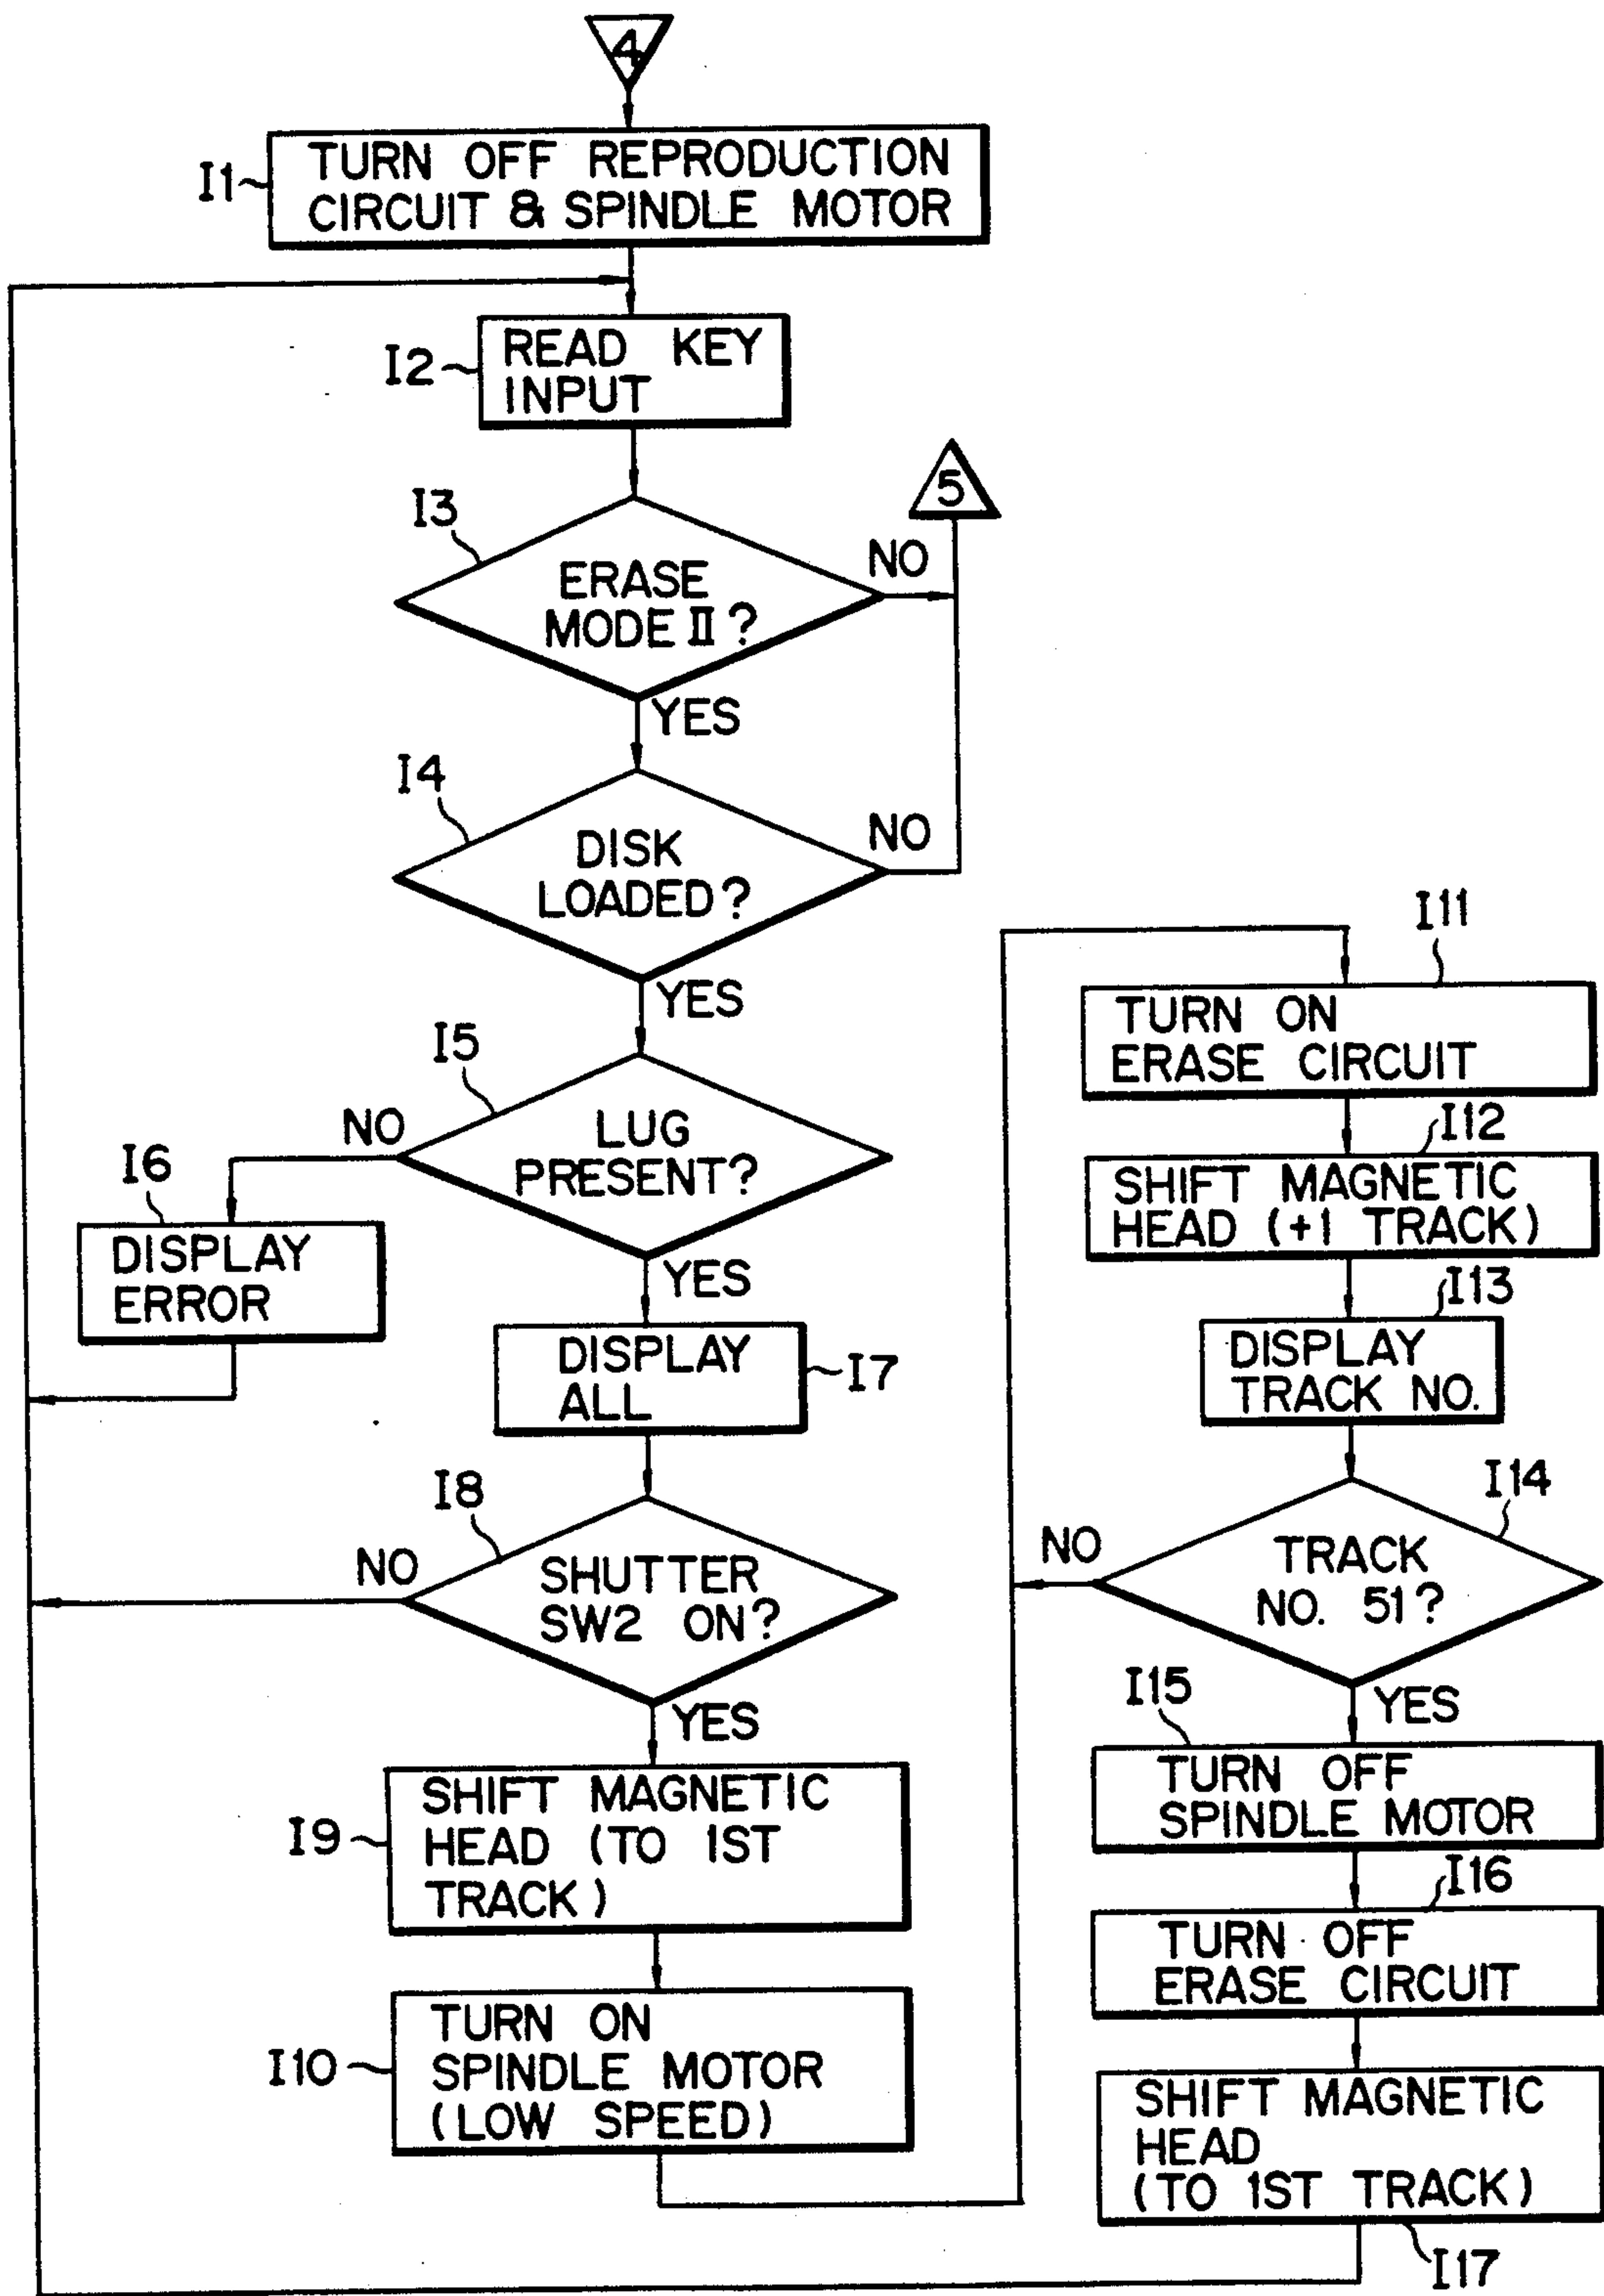 4
I1
TURN OFF REPRODUCTION
CIRCUIT & SPINDLE MOTOR
I2
READ KEY
INPUT
I3
ERASE
MODE II?
NO
5
YES
I4
DISK
LOADED?
NO
YES
I5
LUG
PRESENT?
NO
I6
DISPLAY
ERROR
YES
DISPLAY
ALL
I7
I8
SHUTTER
SW2 ON?
NO
YES
I9
SHIFT MAGNETIC
HEAD (TO 1ST
TRACK)
I10
TURN ON
SPINDLE MOTOR
(LOW SPEED)
I11
TURN ON
ERASE CIRCUIT
I12
SHIFT MAGNETIC
HEAD (+1 TRACK)
I13
DISPLAY
TRACK NO.
I14
NO
TRACK
NO. 51?
YES
I15
TURN OFF
SPINDLE MOTOR
I16
TURN OFF
ERASE CIRCUIT
SHIFT MAGNETIC
HEAD
(TO 1ST TRACK)
I17